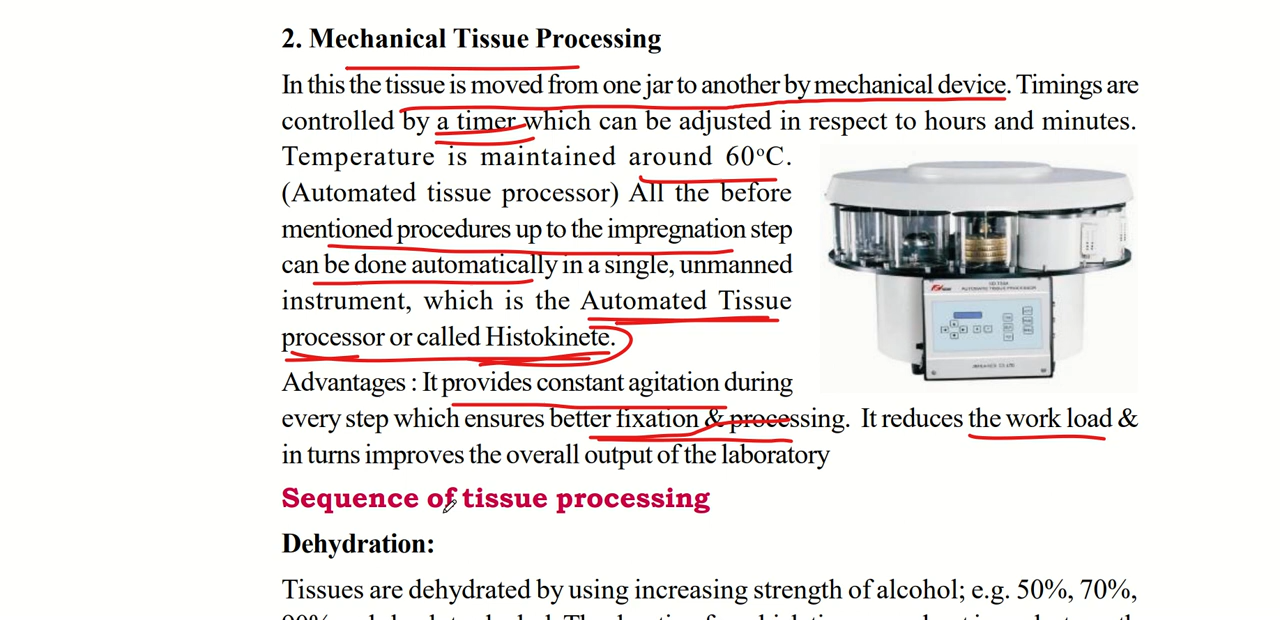 2. Mechanical Tissue Processing
In this the tissue is moved from one jar to another by mechanical device. Timings are
controlled by a timer which can be adjusted in respect to hours and minutes.
Temperature is maintained around 60°C.
(Automated tissue processor) All the before
mentioned procedures up to the impregnation step
can be done automatically in a single, unmanned
instrument, which is the Automated Tissue
processor or called Histokinete.
AUTOMATIC TISSUE PROCESSOR
Advantages : It provides constant agitation during
every step which ensures better fixation & processing. It reduces the work load &
in turns improves the overall output of the laboratory
Sequence of tissue processing
Dehydration:
Tissues are dehydrated by using increasing strength of alcohol; e.g. 50%, 70%,